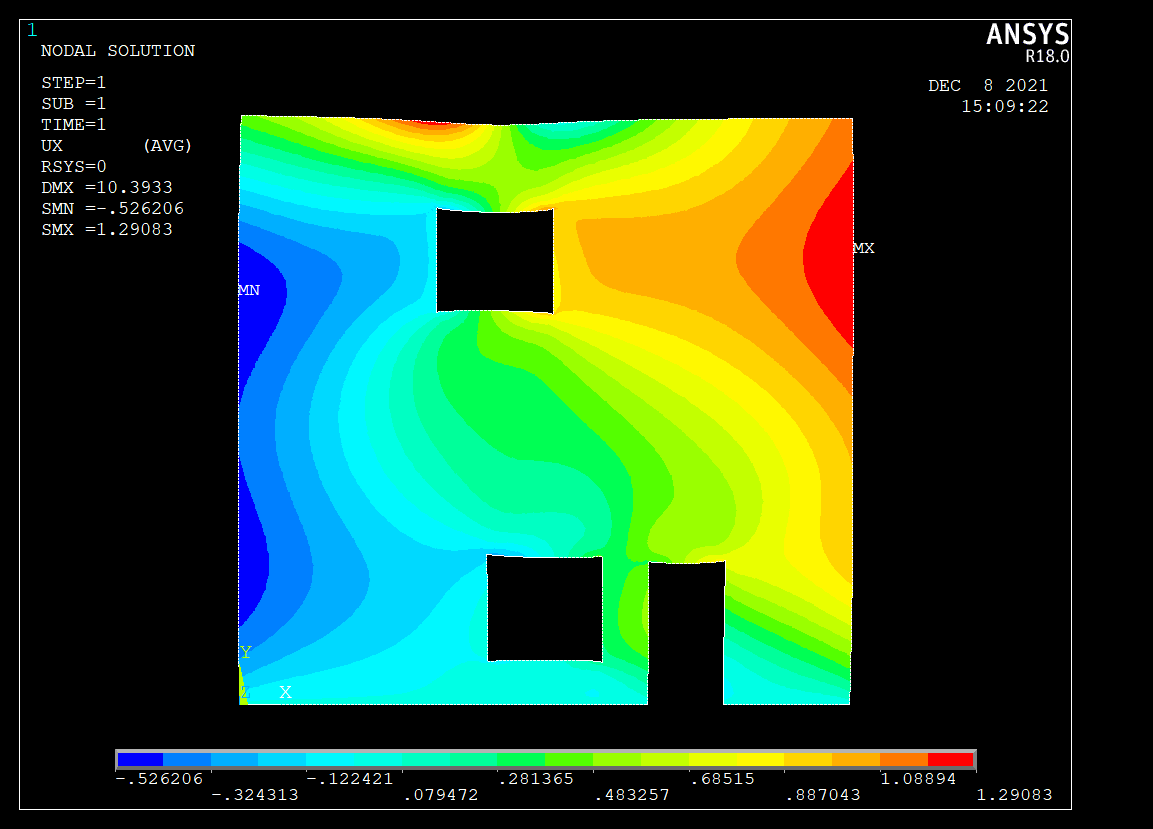 1
NODAL SOLUTION
STEP=1
SUB =1
TIME=1
UX (AVG)
RSYS=0
DMX =10.3933
SMN =-.526206
SMX =1.29083
ANSYS
R18.0
DEC 8 2021
15:09:22
MX
MN
Y
Z X
-.526206 -.122421 .281365 .68515 1.08894
-.324313 .079472 .483257 .887043 1.29083